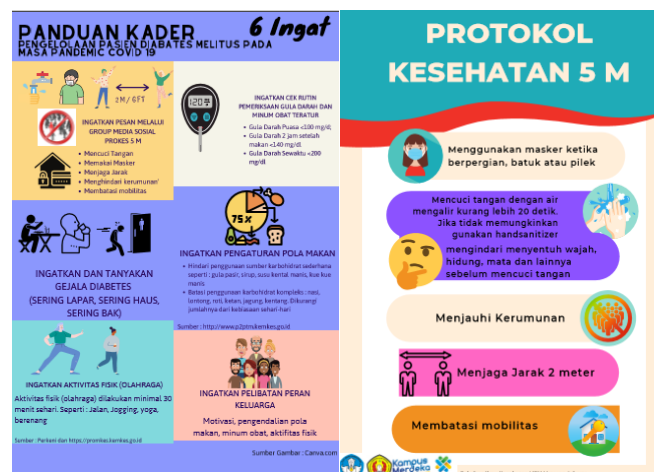 PANDUAN KADER
6 Ingat
PENGELOLAAN PASIEN DIABATES MELITUS PADA
MASA PANDEMIC COVID 19
2M/6FT
INGATKAN PESAN MELALUI
GROUP MEDIA SOSIAL
PROKES 5 M
• Mencuci Tangan
• Memakai Masker
• Menjaga Jarak
• Menghindari kerumunan/
• Membatasi mobilitas
120
INGATKAN CEK RUTIN
PEMERIKSAAN GULA DARAH DAN
MINUM OBAT TERATUR
• Gula Darah Puasa <100 mg/dl;
• Gula Darah 2 jam setelah
makan <140 mg/dl
• Gula Darah Sewaktu <200
mg/dl
INGATKAN DAN TANYAKAN
GEJALA DIABETES
(SERING LAPAR, SERING HAUS,
SERING BAK)
75%
INGATKAN PENGATURAN POLA MAKAN
• Hindari penggunaan sumber karbohidrat sederhana
seperti : gula pasir, sirup, susu kental manis, kue kue
manis
• Batasi penggunaan karbohidrat kompleks : nasi,
lontong, roti, ketan, jagung, kentang. Dikurangi
jumlahnya dari kebiasaan sehari-hari
Sumber : http://www.p2ptm.kemkes.go.id
INGATKAN AKTIVITAS FISIK (OLAHRAGA)
Aktivitas fisik (olahraga) dilakukan minimal 30
menit sehari. Seperti : Jalan, Jogging, yoga,
berenang
Sumber : Perkeni dan https://promkes.kemkes.go.id
INGATKAN PELIBATAN PERAN
KELUARGA
Motivasi, pengendalian pola
makan, minum obat, aktifitas fisik
Sumber Gambar : Canva.com
PROTOKOL
KESEHATAN 5 M
Menggunakan masker ketika
berpergian, batuk atau pilek
Mencuci tangan dengan air
mengalir kurang lebih 20 detik.
Jika tidak memungkinkan
gunakan handsanitizer
mengindari menyentuh wajah,
hidung, mata dan lainnya
sebelum mencuci tangan
Menjauhi Kerumunan
Menjaga Jarak 2 meter
Membatasi mobilitas
Kampus
Merdeka